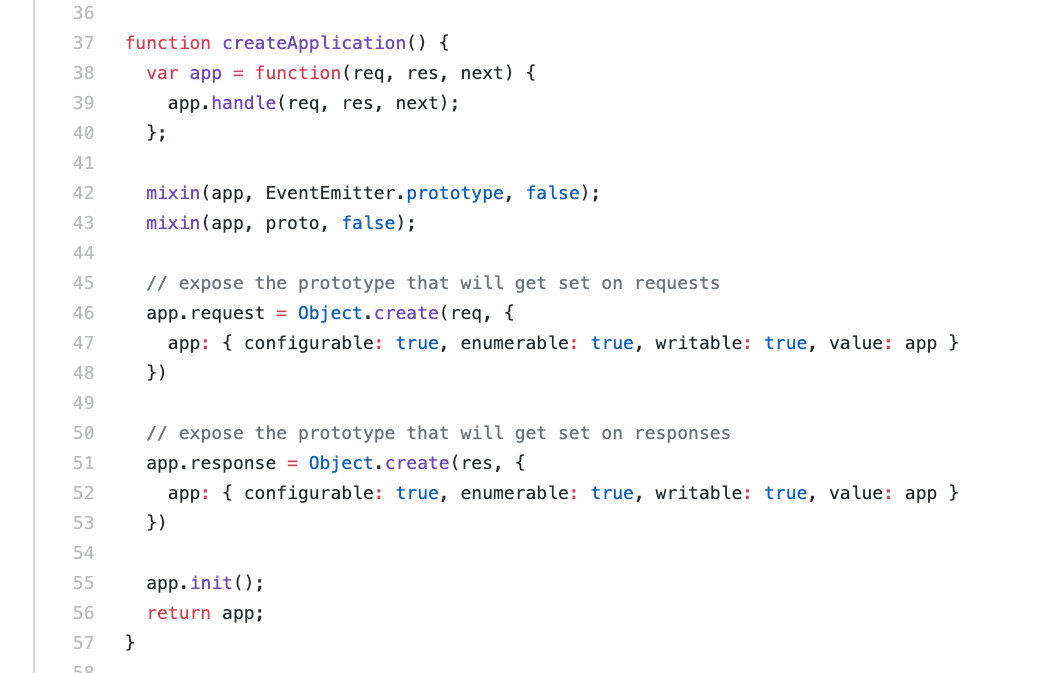 36
37 function createApplication() {
38   var app = function(req, res, next) {
39     app.handle(req, res, next);
40   };
41
42   mixin(app, EventEmitter.prototype, false);
43   mixin(app, proto, false);
44
45   // expose the prototype that will get set on requests
46   app.request = Object.create(req, {
47     app: { configurable: true, enumerable: true, writable: true, value: app }
48   })
49
50   // expose the prototype that will get set on responses
51   app.response = Object.create(res, {
52     app: { configurable: true, enumerable: true, writable: true, value: app }
53   })
54
55   app.init();
56   return app;
57 }
58